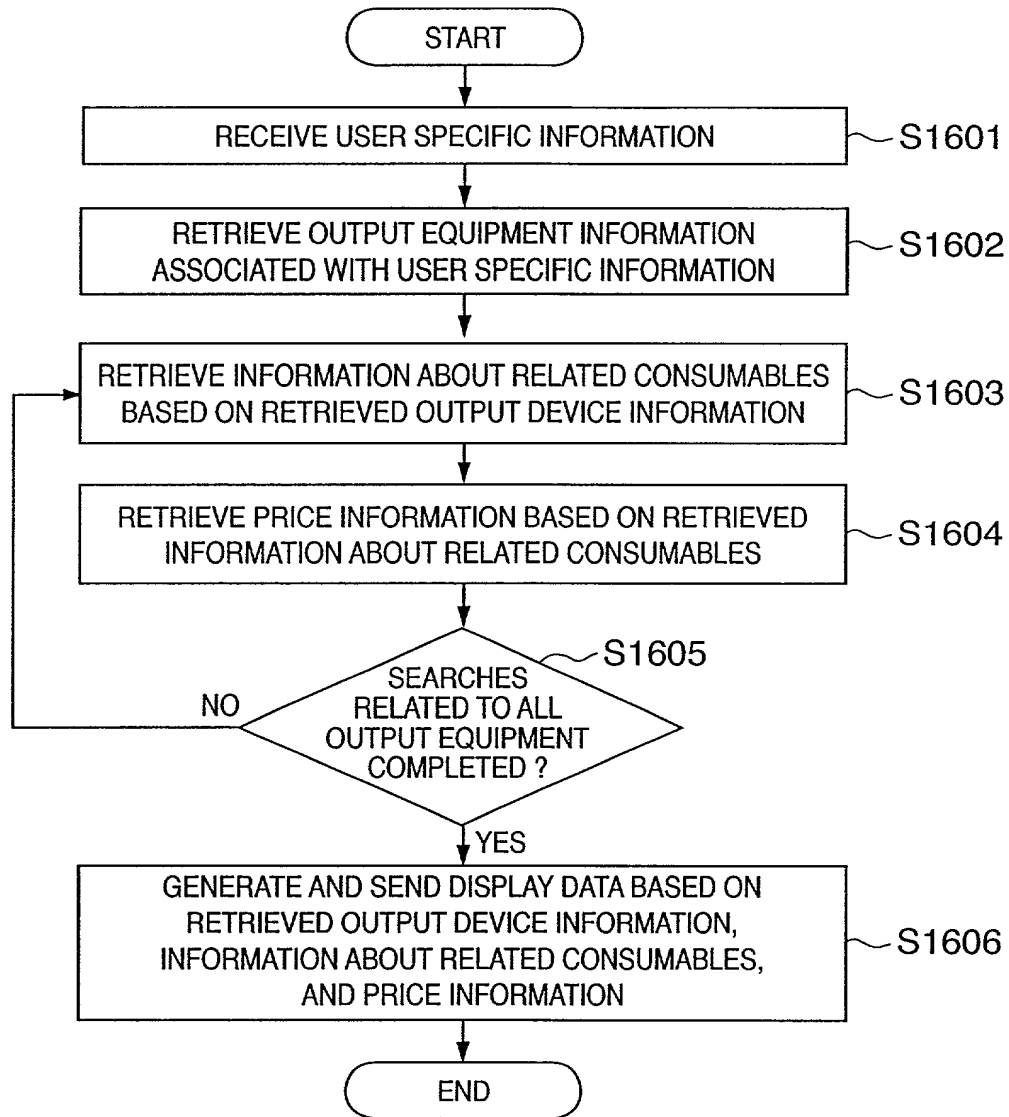 START
RECEIVE USER SPECIFIC INFORMATION
S1601
RETRIEVE OUTPUT EQUIPMENT INFORMATION
ASSOCIATED WITH USER SPECIFIC INFORMATION
S1602
RETRIEVE INFORMATION ABOUT RELATED CONSUMABLES
BASED ON RETRIEVED OUTPUT DEVICE INFORMATION
S1603
RETRIEVE PRICE INFORMATION BASED ON RETRIEVED
INFORMATION ABOUT RELATED CONSUMABLES
S1604
S1605
SEARCHES
RELATED TO ALL
OUTPUT EQUIPMENT
COMPLETED ?
NO
YES
GENERATE AND SEND DISPLAY DATA BASED ON
RETRIEVED OUTPUT DEVICE INFORMATION,
INFORMATION ABOUT RELATED CONSUMABLES,
AND PRICE INFORMATION
S1606
END